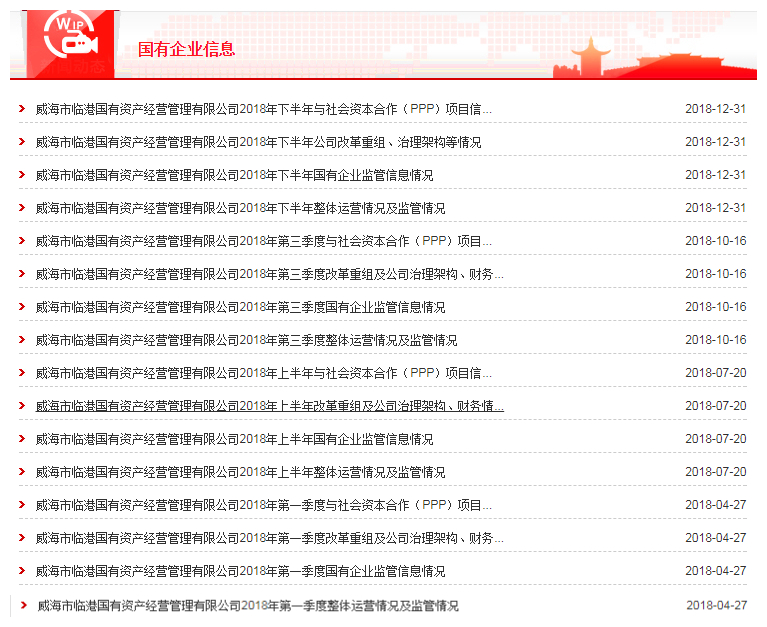 WIP
国有企业信息
威海市临港国有资产经营管理有限公司2018年下半年与社会资本合作（PPP）项目信... 2018-12-31
威海市临港国有资产经营管理有限公司2018年下半年公司改革重组、治理架构等情况 2018-12-31
威海市临港国有资产经营管理有限公司2018年下半年国有企业监管信息情况 2018-12-31
威海市临港国有资产经营管理有限公司2018年下半年整体运营情况及监管情况 2018-12-31
威海市临港国有资产经营管理有限公司2018年第三季度与社会资本合作（PPP）项目... 2018-10-16
威海市临港国有资产经营管理有限公司2018年第三季度改革重组及公司治理架构、财务... 2018-10-16
威海市临港国有资产经营管理有限公司2018年第三季度国有企业监管信息情况 2018-10-16
威海市临港国有资产经营管理有限公司2018年第三季度整体运营情况及监管情况 2018-10-16
威海市临港国有资产经营管理有限公司2018年上半年与社会资本合作（PPP）项目信... 2018-07-20
威海市临港国有资产经营管理有限公司2018年上半年改革重组及公司治理架构、财务情... 2018-07-20
威海市临港国有资产经营管理有限公司2018年上半年国有企业监管信息情况 2018-07-20
威海市临港国有资产经营管理有限公司2018年上半年整体运营情况及监管情况 2018-07-20
威海市临港国有资产经营管理有限公司2018年第一季度与社会资本合作（PPP）项目... 2018-04-27
威海市临港国有资产经营管理有限公司2018年第一季度改革重组及公司治理架构、财务... 2018-04-27
威海市临港国有资产经营管理有限公司2018年第一季度国有企业监管信息情况 2018-04-27
威海市临港国有资产经营管理有限公司2018年第一季度整体运营情况及监管情况 2018-04-27